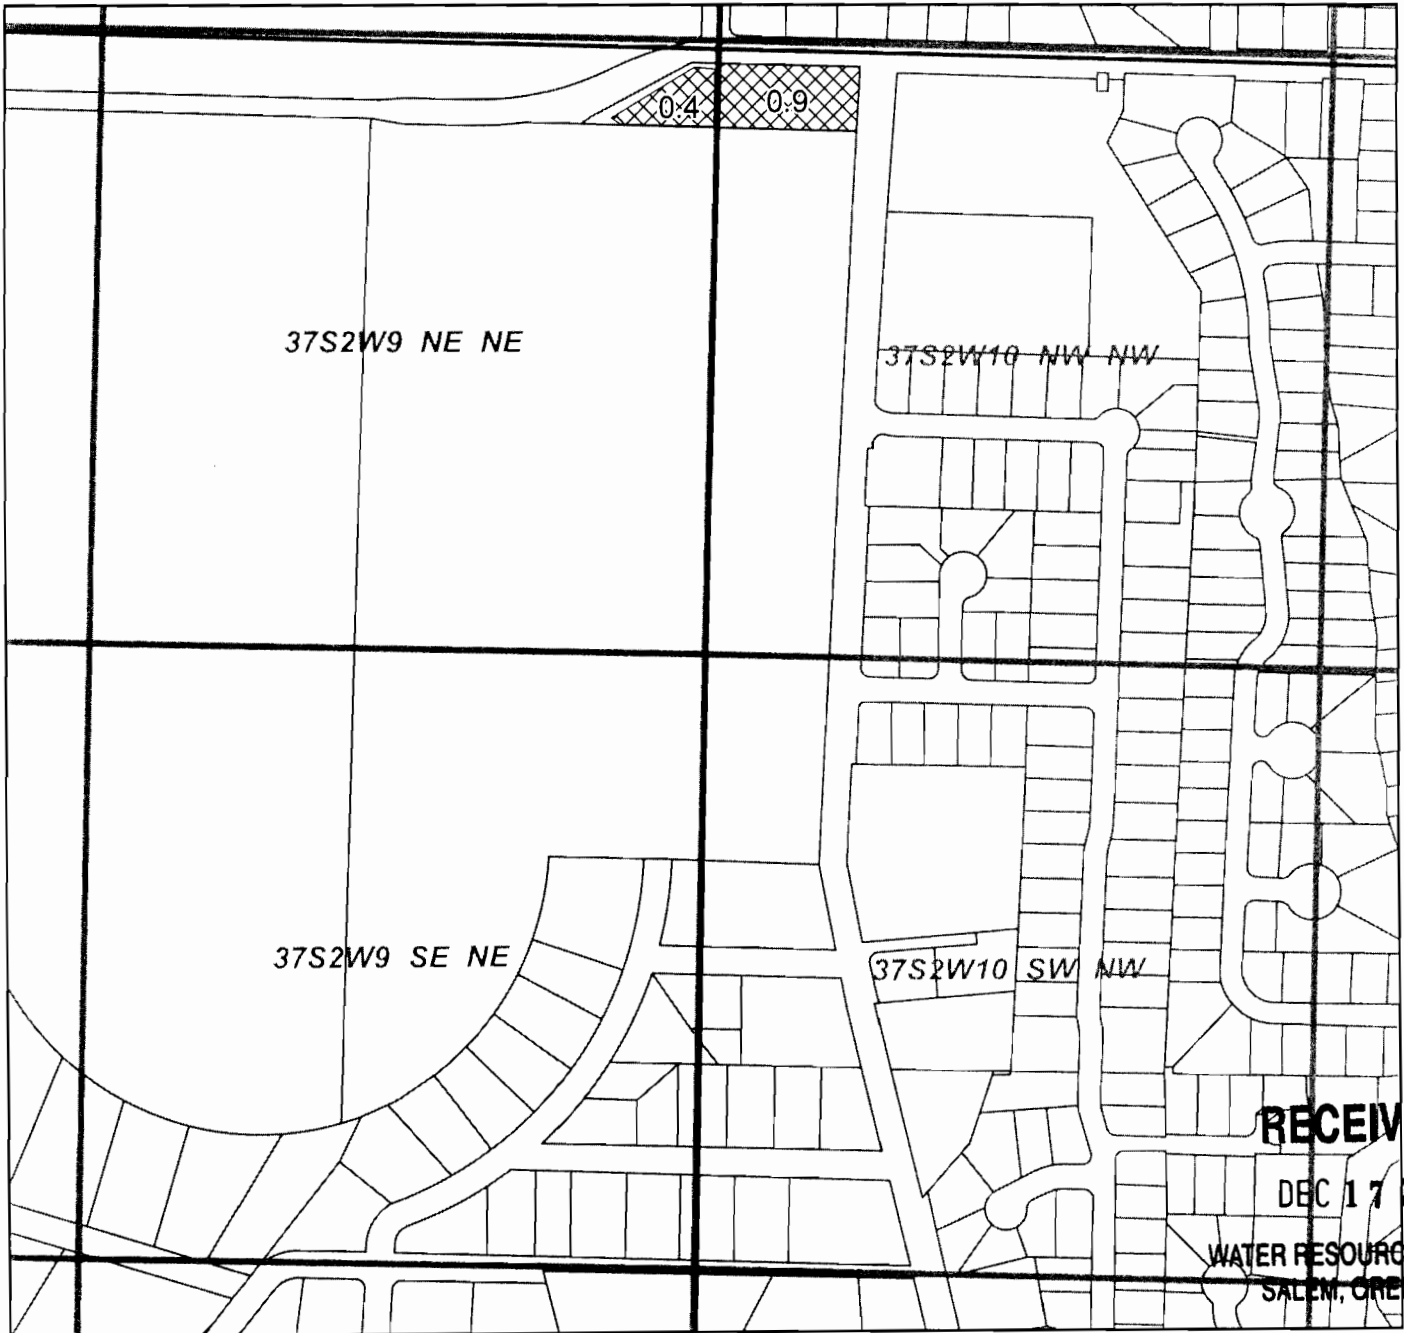 0.4
0.9
37S2W9 NE NE
37S2W10 NW NW
37S2W9 SE NE
37S2W10 SW NW
RECEIV
DEC 17
WATER RESOURC
SALEM, ORE